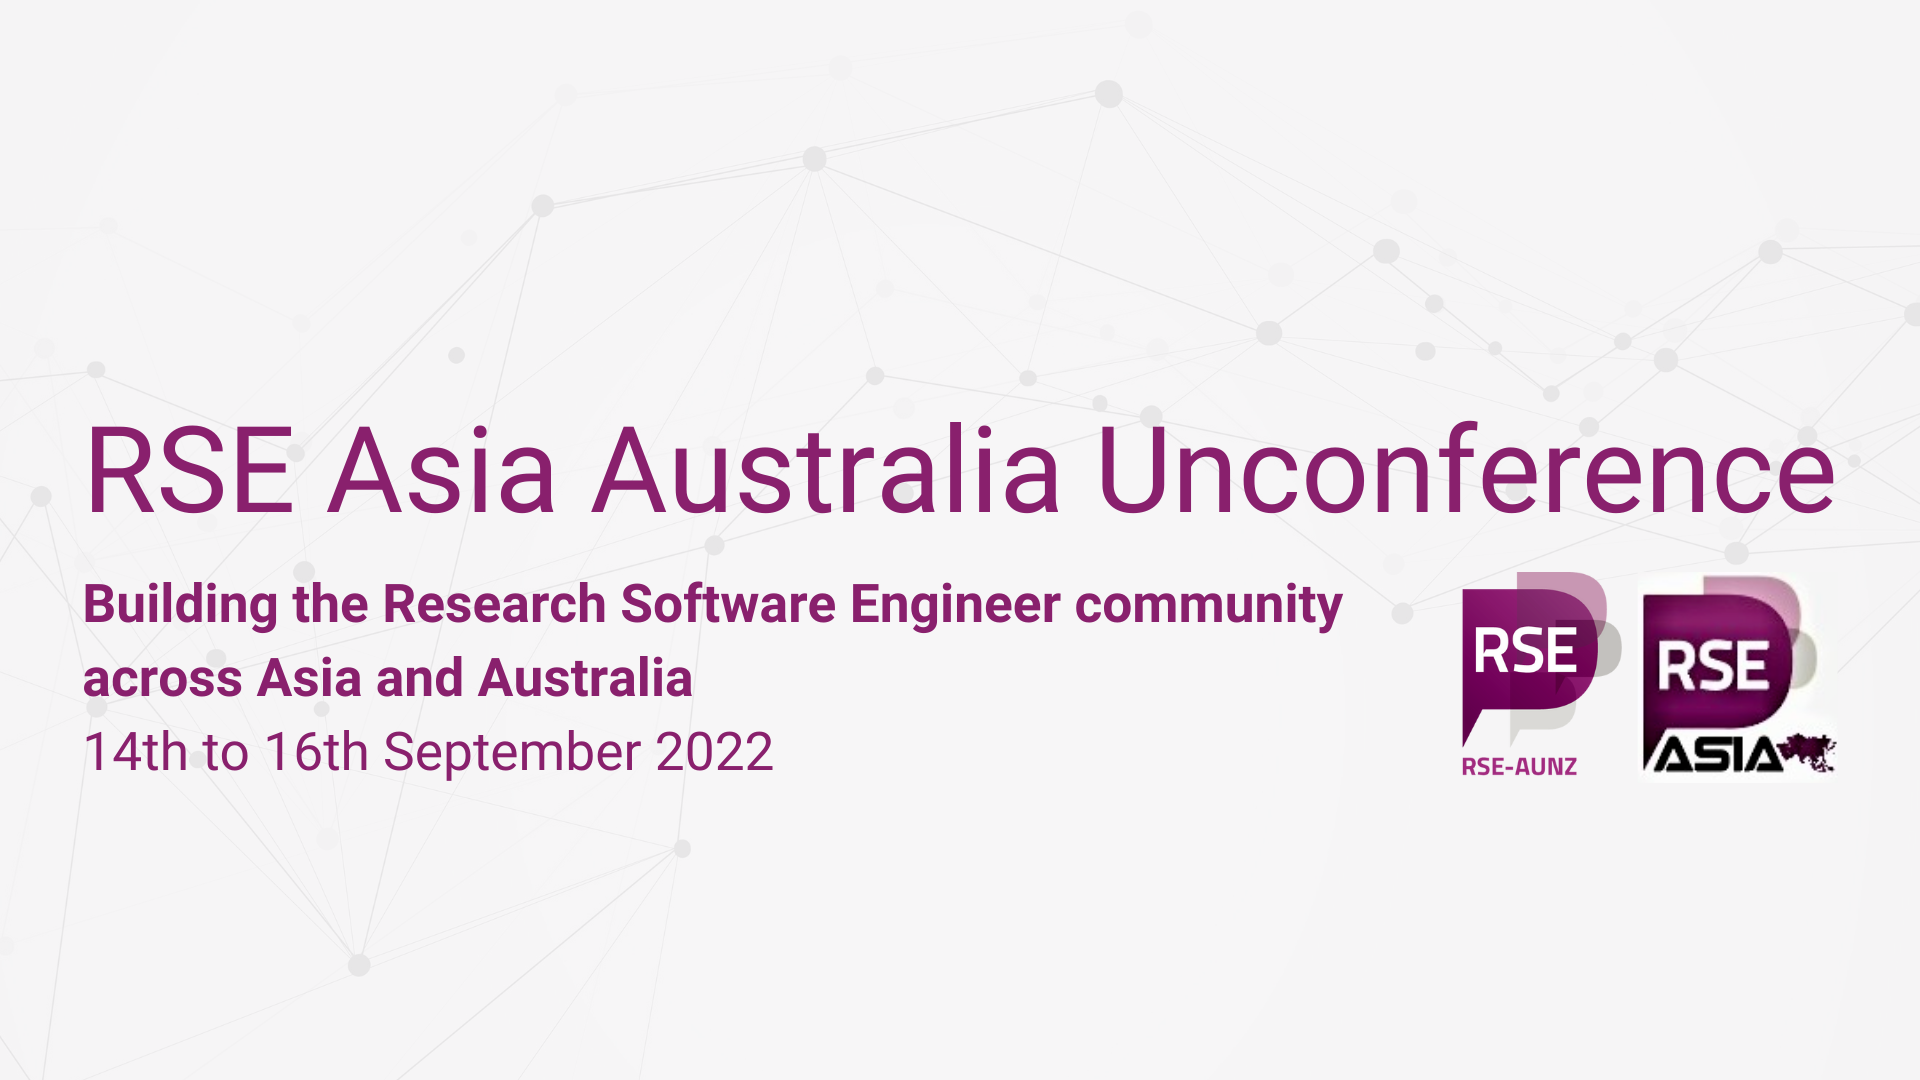 RSE Asia Australia Unconference
Building the Research Software Engineer community
across Asia and Australia
14th to 16th September 2022
RSE
RSE-AUNZ
RSE
ASIA